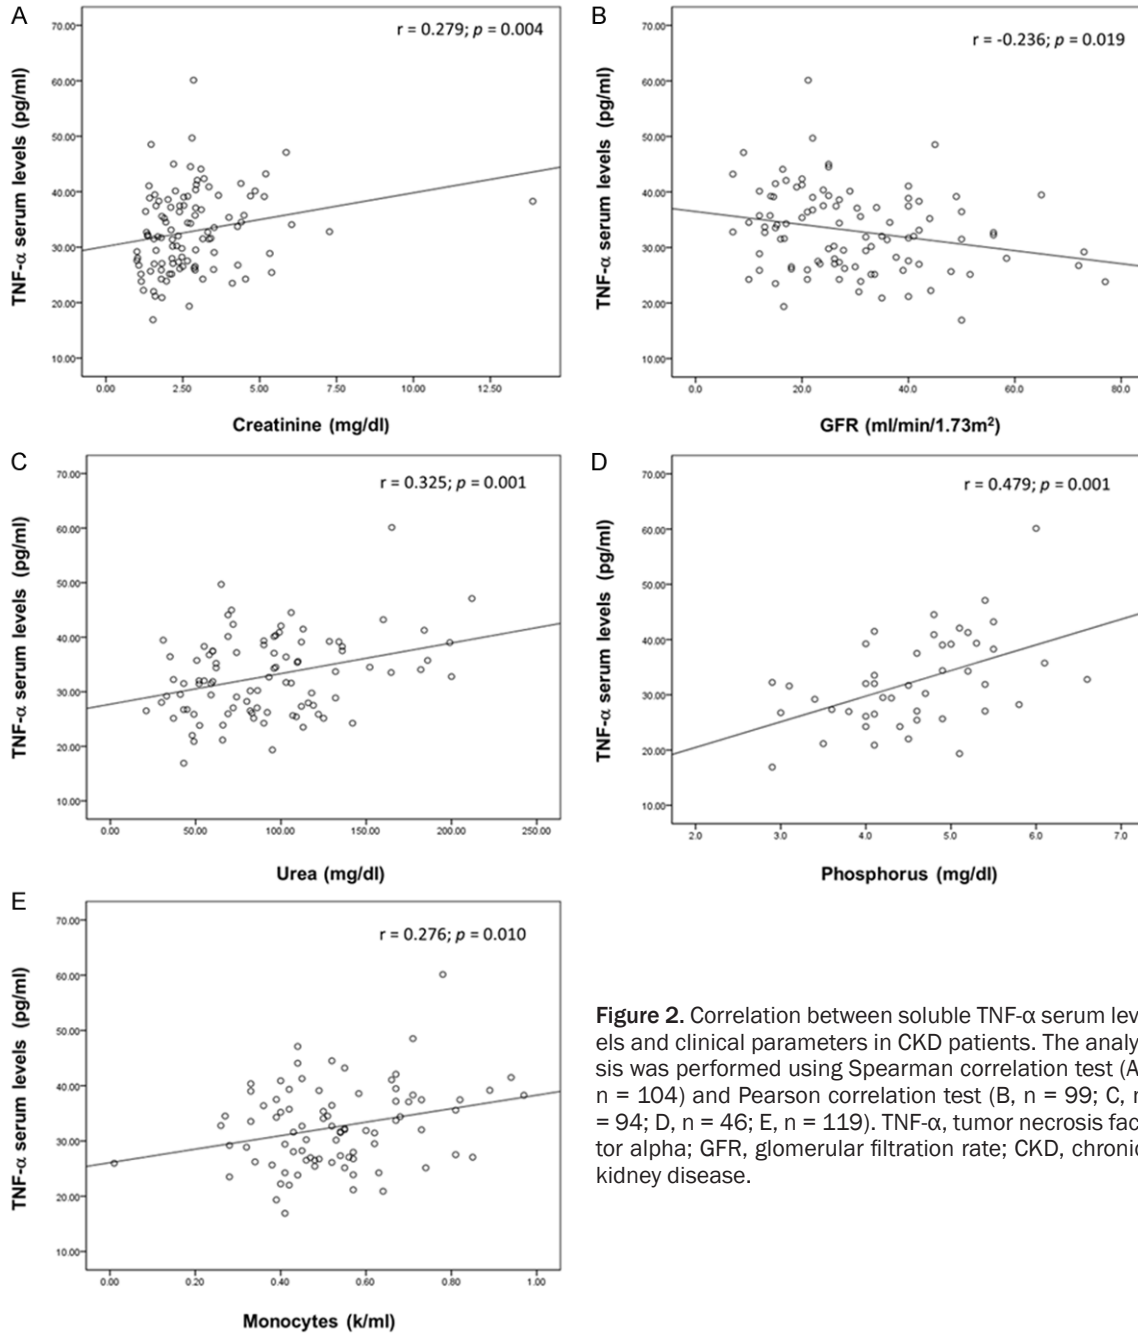 A
r = 0.279; p = 0.004
TNF-α serum levels (pg/ml)
70.00
60.00
50.00
40.00
30.00
20.00
10.00
0.00 2.50 5.00 7.50 10.00 12.50
Creatinine (mg/dl)
B
r = -0.236; p = 0.019
TNF-α serum levels (pg/ml)
70.00
60.00
50.00
40.00
30.00
20.00
10.00
0.0 20.0 40.0 60.0 80.0
GFR (ml/min/1.73m²)
C
r = 0.325; p = 0.001
TNF-α serum levels (pg/ml)
70.00
60.00
50.00
40.00
30.00
20.00
10.00
0.00 50.00 100.00 150.00 200.00 250.00
Urea (mg/dl)
D
r = 0.479; p = 0.001
TNF-α serum levels (pg/ml)
70.00
60.00
50.00
40.00
30.00
20.00
10.00
2.0 3.0 4.0 5.0 6.0 7.0
Phosphorus (mg/dl)
E
r = 0.276; p = 0.010
TNF-α serum levels (pg/ml)
70.00
60.00
50.00
40.00
30.00
20.00
10.00
0.00 0.20 0.40 0.60 0.80 1.00
Monocytes (k/ml)
Figure 2. Correlation between soluble TNF-α serum lev-
els and clinical parameters in CKD patients. The analy-
sis was performed using Spearman correlation test (A,
n = 104) and Pearson correlation test (B, n = 99; C, n
= 94; D, n = 46; E, n = 119). TNF-α, tumor necrosis fac-
tor alpha; GFR, glomerular filtration rate; CKD, chronic
kidney disease.